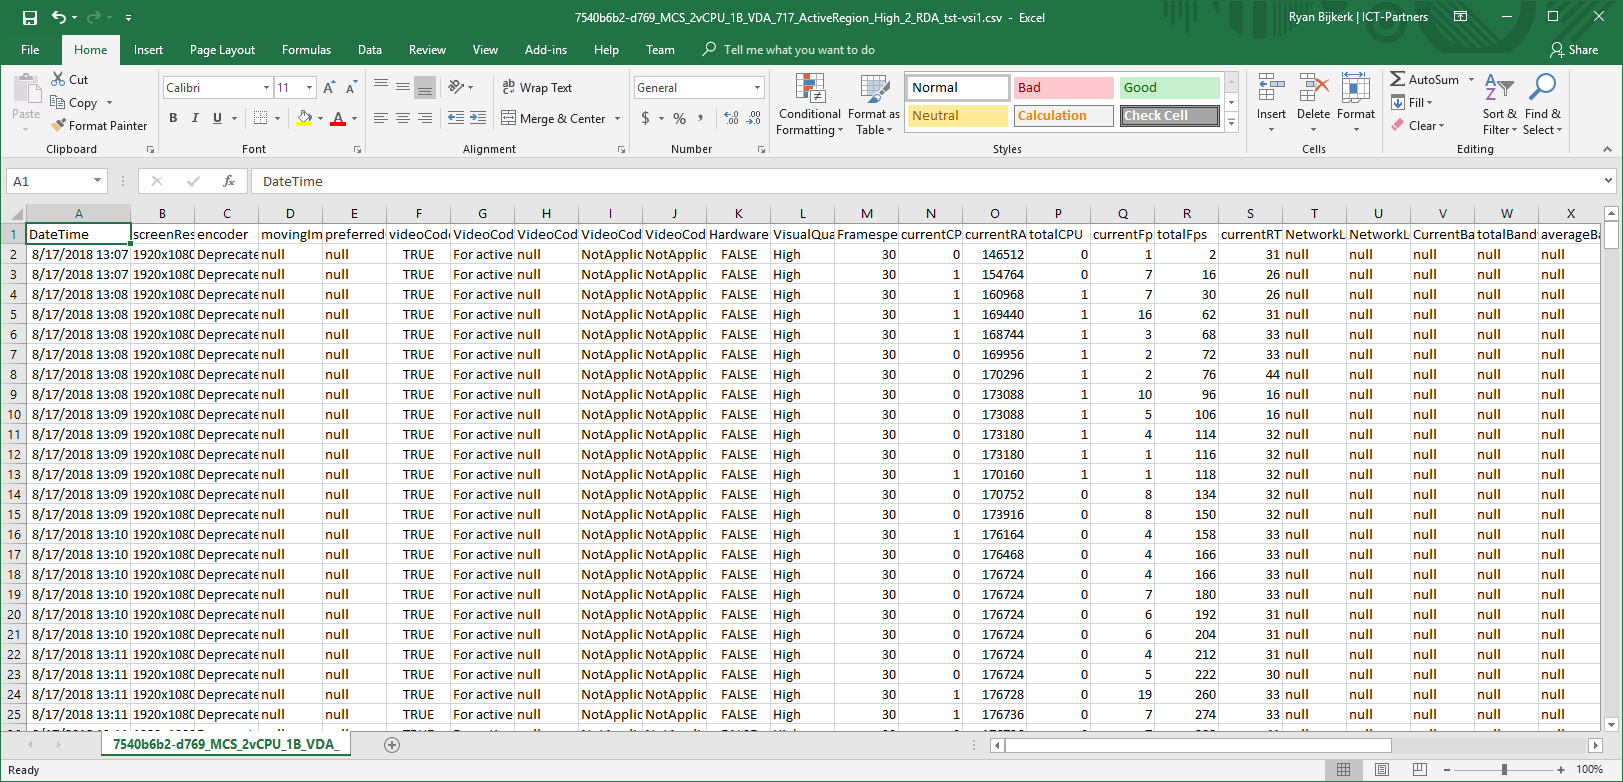 7540b6b2-d769_MCS_2vCPU_1B_VDA_717_ActiveRegion_High_2_RDA_tst-vsi1.csv - Excel
Ryan Bijkerk | ICT-Partners
File Home Insert Page Layout Formulas Data Review View Add-ins Help Team Tell me what you want to do Share
Paste Cut Copy Format Painter Clipboard
Calibri 11 B I U A A A Font
Wrap Text Merge & Center Alignment
General $ % , Number
Conditional Formatting Format as Table Normal Bad Good Neutral Calculation Check Cell Styles
Insert Delete Format Cells
AutoSum Fill Clear Sort & Filter Find & Select Editing
A1 fx DateTime
A B C D E F G H I J K L M N O P Q R S T U V W X
1 DateTime screenRes encoder movingIm preferred videoCode VideoCod VideoCod VideoCod VideoCod Hardware VisualQua Framespe currentCP currentRA totalCPU currentFp totalFps currentRT NetworkL NetworkL CurrentBa totalBand averageBa
2 8/17/2018 13:07 1920x1080 Deprecate null null TRUE For active null NotApplic NotApplic FALSE High 30 0 146512 0 1 2 31 null null null null null
3 8/17/2018 13:07 1920x1080 Deprecate null null TRUE For active null NotApplic NotApplic FALSE High 30 1 154764 0 7 16 26 null null null null null
4 8/17/2018 13:08 1920x1080 Deprecate null null TRUE For active null NotApplic NotApplic FALSE High 30 1 160968 1 7 30 26 null null null null null
5 8/17/2018 13:08 1920x1080 Deprecate null null TRUE For active null NotApplic NotApplic FALSE High 30 1 169440 1 16 62 31 null null null null null
6 8/17/2018 13:08 1920x1080 Deprecate null null TRUE For active null NotApplic NotApplic FALSE High 30 1 168744 1 3 68 33 null null null null null
7 8/17/2018 13:08 1920x1080 Deprecate null null TRUE For active null NotApplic NotApplic FALSE High 30 0 169956 1 2 72 33 null null null null null
8 8/17/2018 13:08 1920x1080 Deprecate null null TRUE For active null NotApplic NotApplic FALSE High 30 0 170296 1 2 76 44 null null null null null
9 8/17/2018 13:08 1920x1080 Deprecate null null TRUE For active null NotApplic NotApplic FALSE High 30 0 173088 1 10 96 16 null null null null null
10 8/17/2018 13:09 1920x1080 Deprecate null null TRUE For active null NotApplic NotApplic FALSE High 30 0 173088 1 5 106 16 null null null null null
11 8/17/2018 13:09 1920x1080 Deprecate null null TRUE For active null NotApplic NotApplic FALSE High 30 0 173180 1 4 114 32 null null null null null
12 8/17/2018 13:09 1920x1080 Deprecate null null TRUE For active null NotApplic NotApplic FALSE High 30 0 173180 1 1 116 32 null null null null null
13 8/17/2018 13:09 1920x1080 Deprecate null null TRUE For active null NotApplic NotApplic FALSE High 30 1 170160 1 1 118 32 null null null null null
14 8/17/2018 13:09 1920x1080 Deprecate null null TRUE For active null NotApplic NotApplic FALSE High 30 0 170752 0 8 134 32 null null null null null
15 8/17/2018 13:09 1920x1080 Deprecate null null TRUE For active null NotApplic NotApplic FALSE High 30 0 173916 0 8 150 32 null null null null null
16 8/17/2018 13:10 1920x1080 Deprecate null null TRUE For active null NotApplic NotApplic FALSE High 30 1 176164 0 4 158 33 null null null null null
17 8/17/2018 13:10 1920x1080 Deprecate null null TRUE For active null NotApplic NotApplic FALSE High 30 0 176468 0 4 166 33 null null null null null
18 8/17/2018 13:10 1920x1080 Deprecate null null TRUE For active null NotApplic NotApplic FALSE High 30 0 176724 0 4 166 33 null null null null null
19 8/17/2018 13:10 1920x1080 Deprecate null null TRUE For active null NotApplic NotApplic FALSE High 30 0 176724 0 7 180 33 null null null null null
20 8/17/2018 13:10 1920x1080 Deprecate null null TRUE For active null NotApplic NotApplic FALSE High 30 0 176724 0 6 192 31 null null null null null
21 8/17/2018 13:10 1920x1080 Deprecate null null TRUE For active null NotApplic NotApplic FALSE High 30 0 176724 0 6 204 31 null null null null null
22 8/17/2018 13:11 1920x1080 Deprecate null null TRUE For active null NotApplic NotApplic FALSE High 30 0 176724 0 4 212 31 null null null null null
23 8/17/2018 13:11 1920x1080 Deprecate null null TRUE For active null NotApplic NotApplic FALSE High 30 0 176724 0 5 222 30 null null null null null
24 8/17/2018 13:11 1920x1080 Deprecate null null TRUE For active null NotApplic NotApplic FALSE High 30 1 176728 0 19 260 33 null null null null null
25 8/17/2018 13:11 1920x1080 Deprecate null null TRUE For active null NotApplic NotApplic FALSE High 30 1 176736 0 7 274 33 null null null null null
7540b6b2-d769_MCS_2vCPU_1B_VDA_
Ready 100%